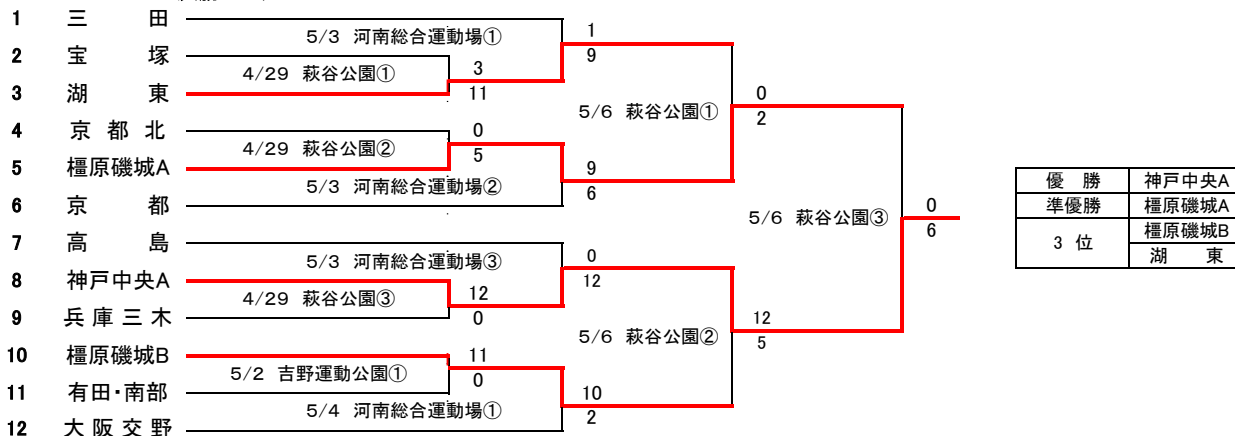 1 三 田
5/3 河南総合運動場① 1
2 宝 塚 9
4/29 萩谷公園① 3
3 湖 東 11
5/6 萩谷公園① 0
2
4 京 都 北 0
4/29 萩谷公園② 5
5 橿原磯城A 9
5/3 河南総合運動場② 6
6 京 都
5/6 萩谷公園③ 0
6
7 高 島
5/3 河南総合運動場③ 0
12
8 神戸中央A 12
4/29 萩谷公園③ 0
9 兵 庫 三 木
5/6 萩谷公園② 12
5
10 橿原磯城B 11
5/2 吉野運動公園① 0
11 有田・南部 10
5/4 河南総合運動場① 2
12 大 阪 交 野
優 勝 神戸中央A
準優勝 橿原磯城A
3 位 橿原磯城B
湖 東